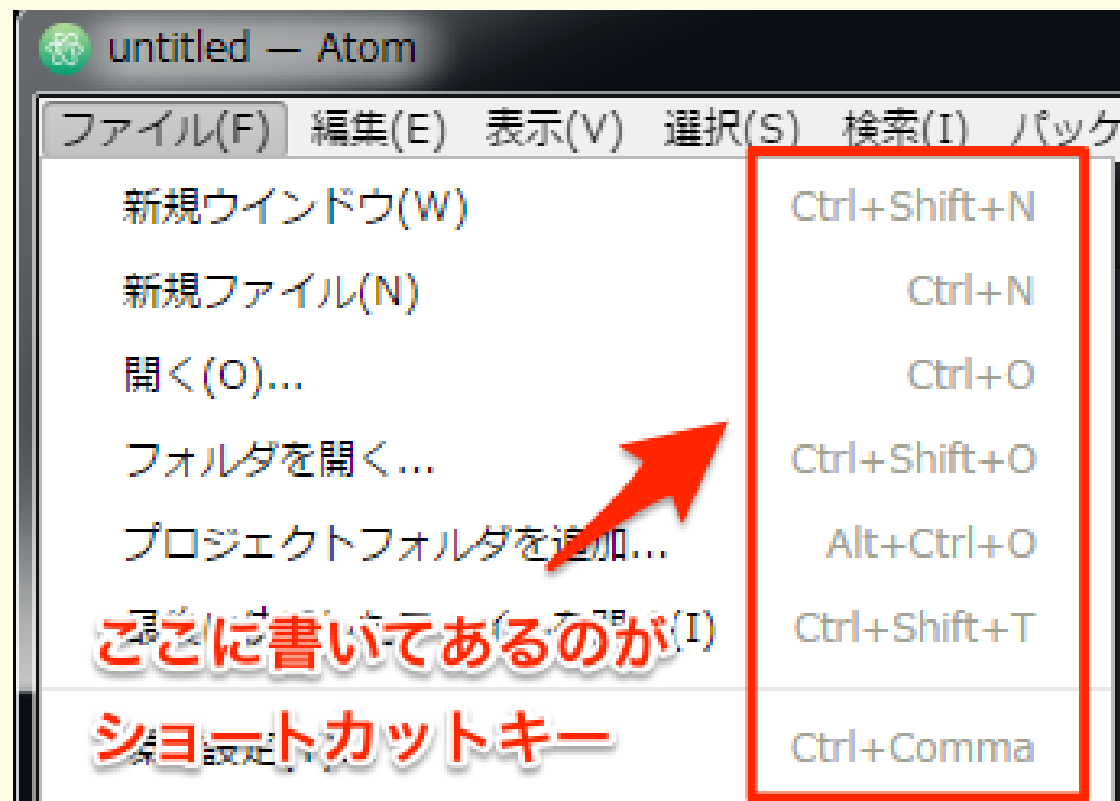 untitled — Atom
ファイル(F) 編集(E) 表示(V) 選択(S) 検索(I) パッケ
新規ウインドウ(W) Ctrl+Shift+N
新規ファイル(N) Ctrl+N
開く(O)... Ctrl+O
フォルダを開く... Ctrl+Shift+O
プロジェクトフォルダを追加... Alt+Ctrl+O
(I) Ctrl+Shift+T
ここに書いてあるのが
ショートカットキー
Ctrl+Comma